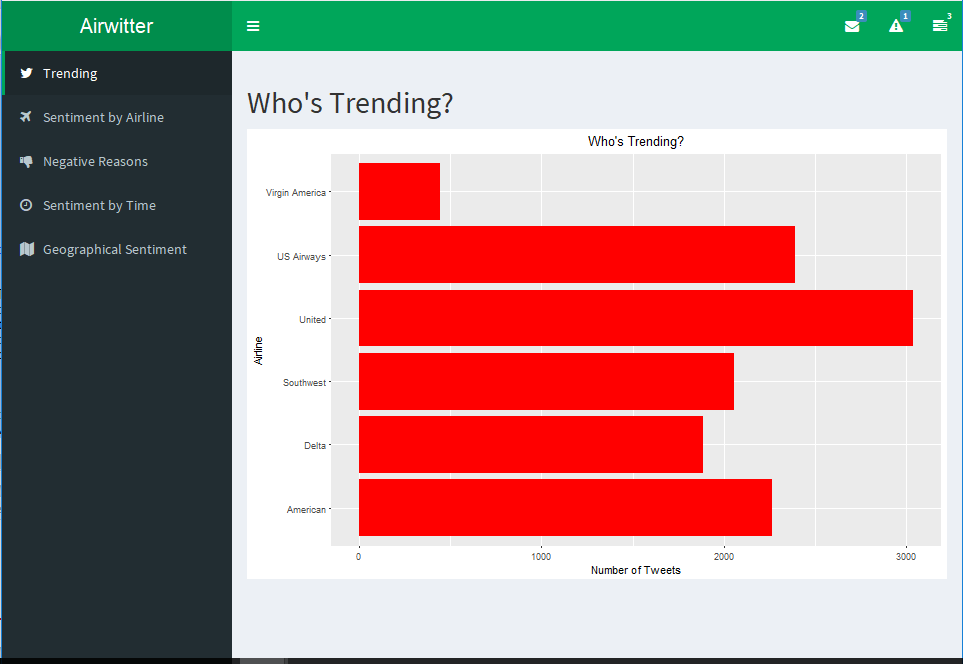 Airwitter
2
1
3
Trending
Sentiment by Airline
Negative Reasons
Sentiment by Time
Geographical Sentiment
Who's Trending?
Who's Trending?
Airline
Virgin America
US Airways
United
Southwest
Delta
American
0 1000 2000 3000
Number of Tweets